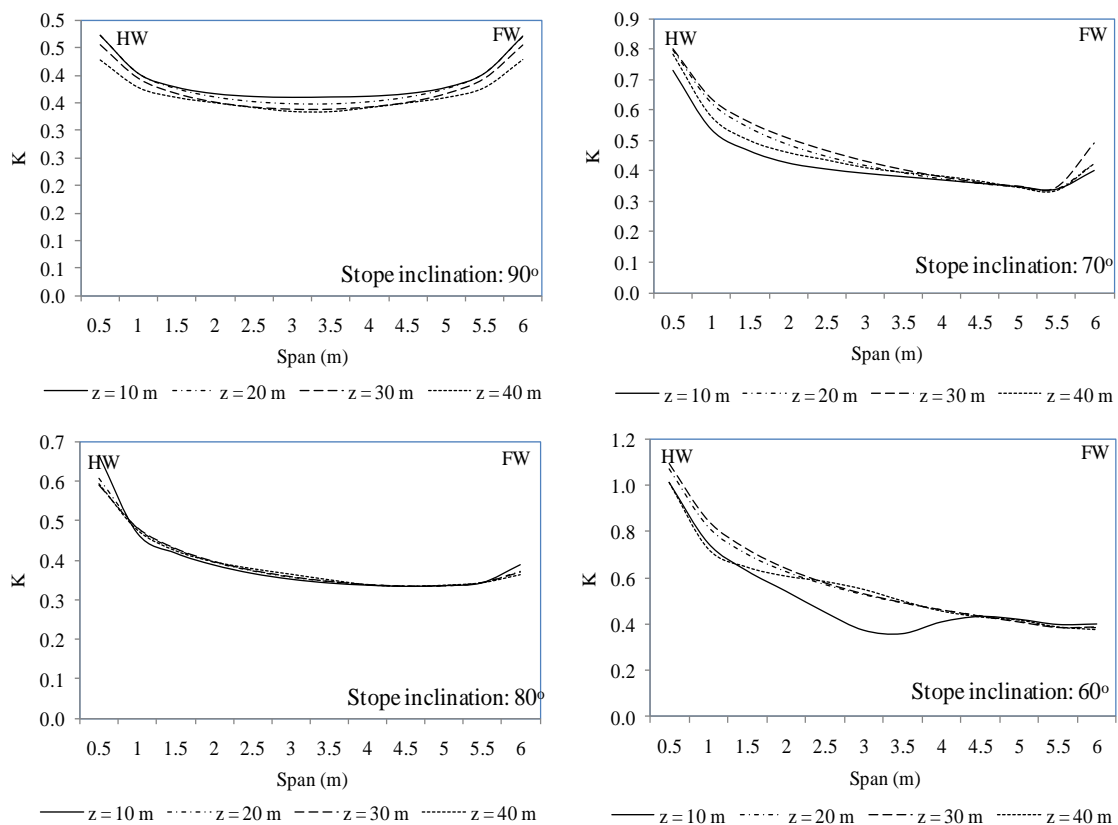 0.5
0.5
0.4
0.4
0.3
0.3
0.2
0.2
0.1
0.1
0.0
K
HW
FW
Stope inclination: 90º
0.5 1 1.5 2 2.5 3 3.5 4 4.5 5 5.5 6
Span (m)
z = 10 m z = 20 m z = 30 m z = 40 m
0.9
0.8
0.7
0.6
0.5
0.4
0.3
0.2
0.1
0.0
K
HW
FW
Stope inclination: 70º
0.5 1 1.5 2 2.5 3 3.5 4 4.5 5 5.5 6
Span (m)
z = 10 m z = 20 m z = 30 m z = 40 m
0.7
0.6
0.5
0.4
0.3
0.2
0.1
0.0
K
HW
FW
Stope inclination: 80º
0.5 1 1.5 2 2.5 3 3.5 4 4.5 5 5.5 6
Span (m)
z = 10 m z = 20 m z = 30 m z = 40 m
1.2
1.0
0.8
0.6
0.4
0.2
0.0
K
HW
FW
Stope inclination: 60º
0.5 1 1.5 2 2.5 3 3.5 4 4.5 5 5.5 6
Span (m)
z = 10 m z = 20 m z = 30 m z = 40 m